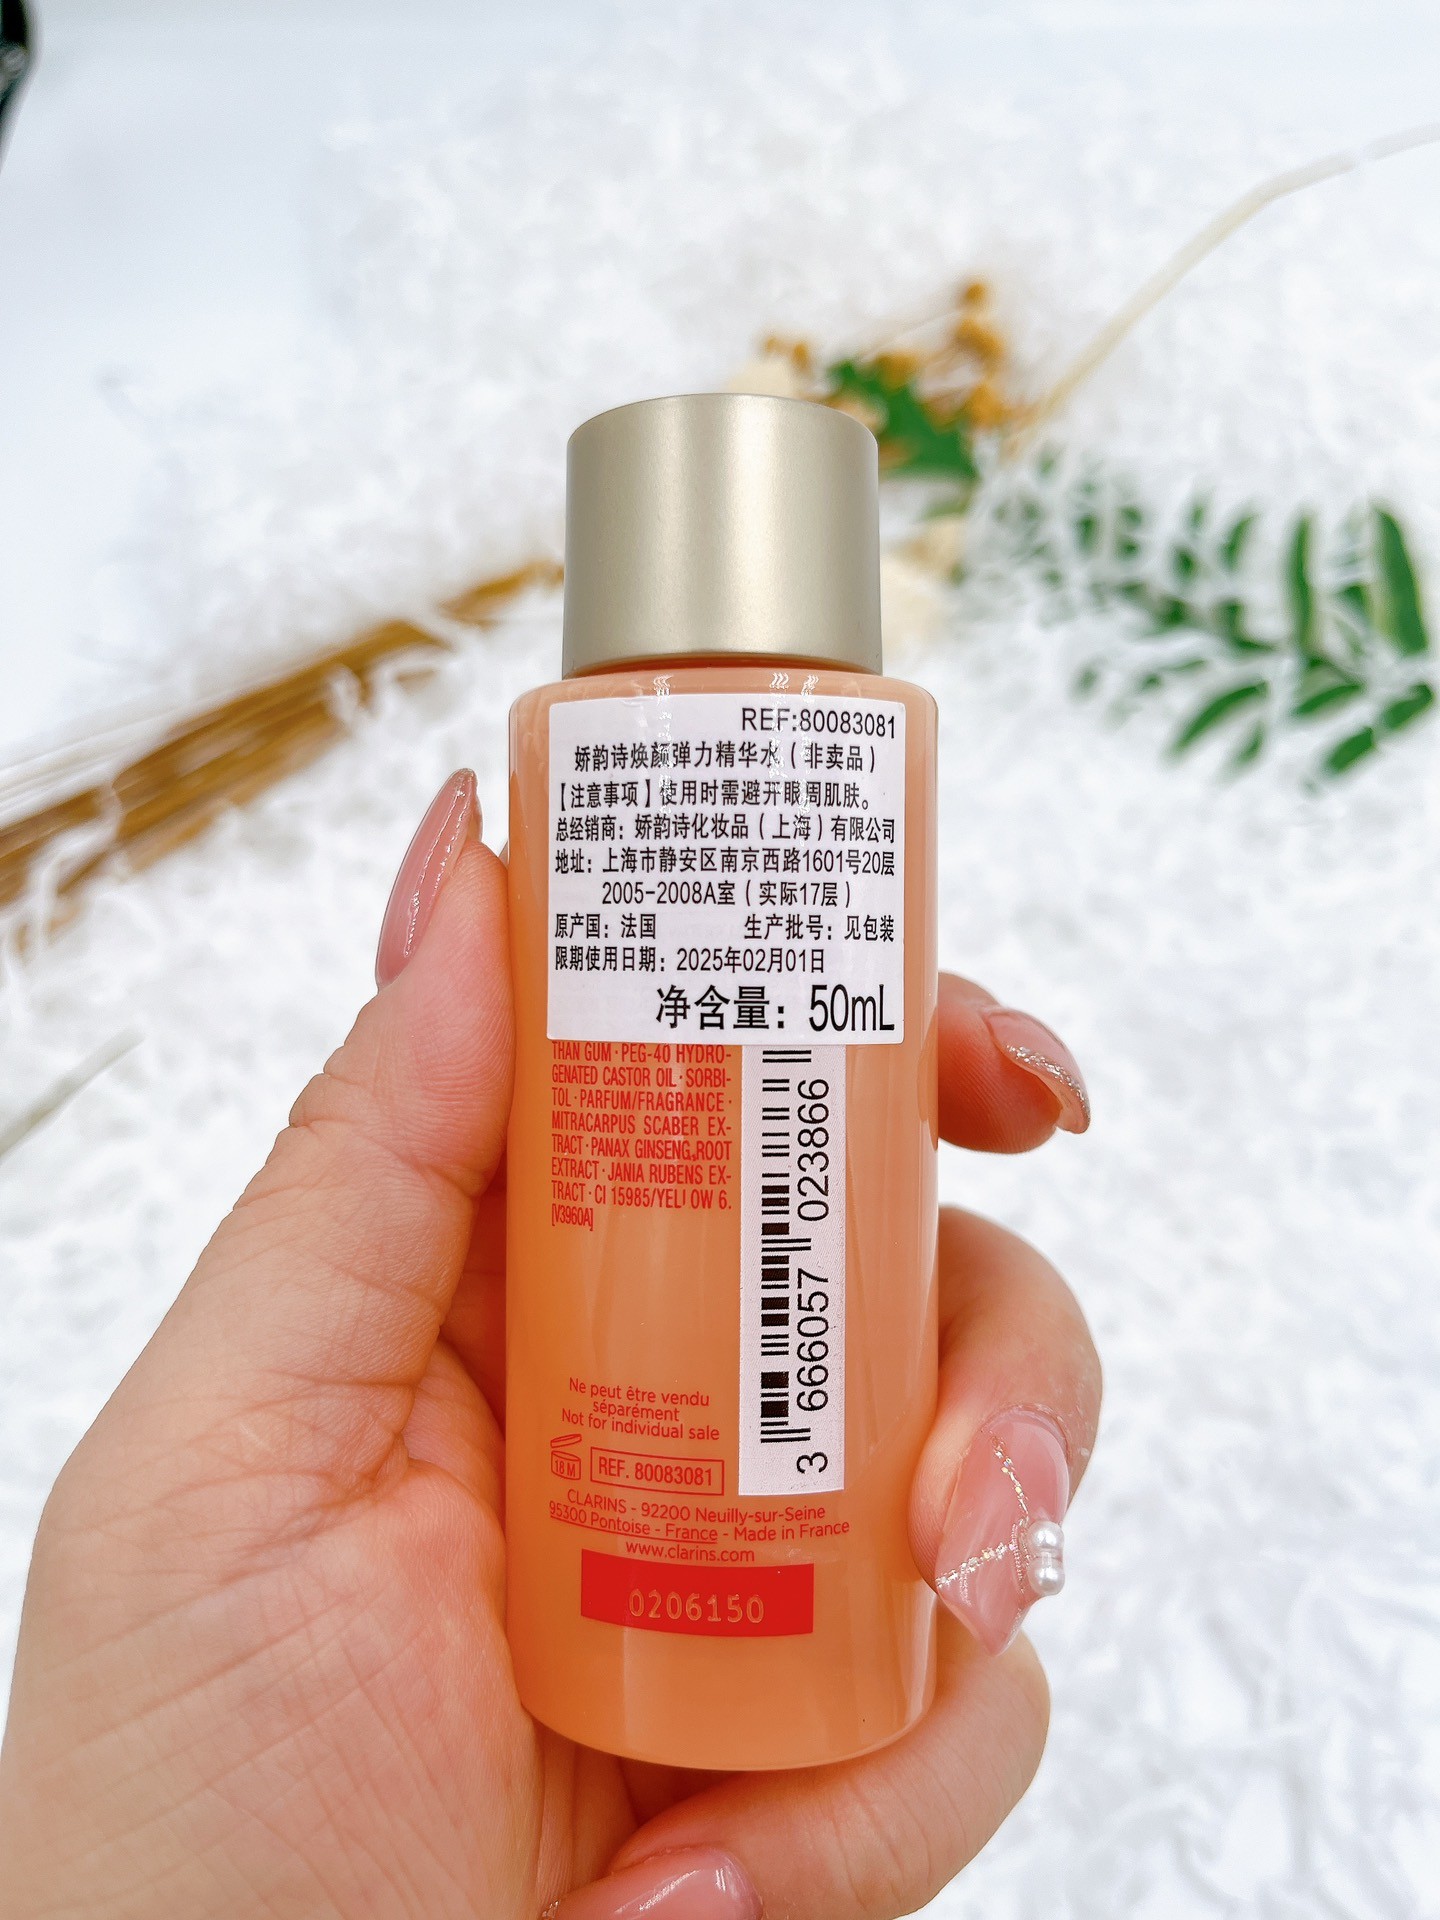 REF:80083081
娇韵诗焕颜弹力精华水（非卖品）
【注意事项】使用时需避开眼周肌肤。
总经销商：娇韵诗化妆品（上海）有限公司
地址：上海市静安区南京西路1601号20层
2005-2008A室（实际17层）
原产国：法国 生产批号：见包装
限期使用日期：2025年02月01日
净含量：50mL
THAN GUM · PEG-40 HYDRO-
GENATED CASTOR OIL · SORBI-
TOL · PARFUM/FRAGRANCE ·
MITRACARPUS SCABER EX-
TRACT · PANAX GINSENG ROOT
EXTRACT · JANIA RUBENS EX-
TRACT · CI 15985/YELLOW 6.
[V3960A]
3 666057 023866
Ne peut être vendu
séparément
Not for individual sale
18 M
REF. 80083081
CLARINS - 92200 Neuilly-sur-Seine
95300 Pontoise - France - Made in France
www.clarins.com
0206150